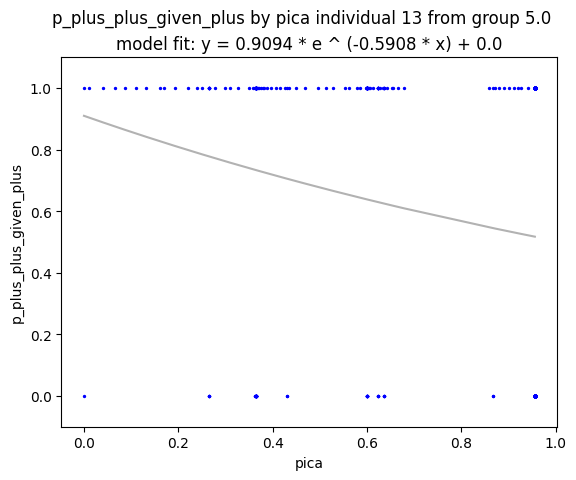 p_plus_plus_given_plus by pica individual 13 from group 5.0
model fit: y = 0.9094 * e ^ (-0.5908 * x) + 0.0
p_plus_plus_given_plus
1.0
0.8
0.6
0.4
0.2
0.0
0.0 0.2 0.4 0.6 0.8 1.0
pica